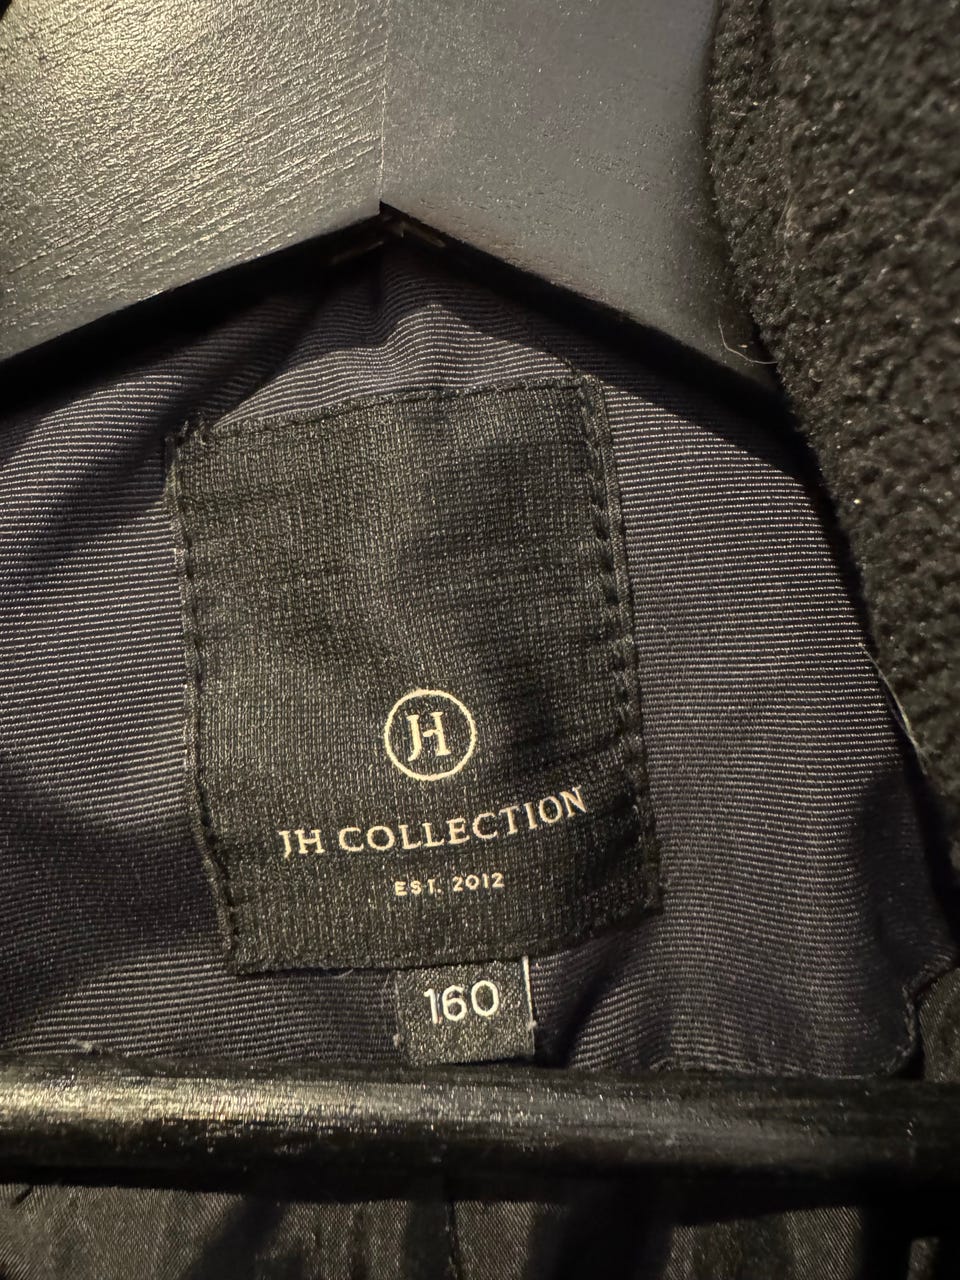 JH
JH COLLECTION
EST. 2012
160